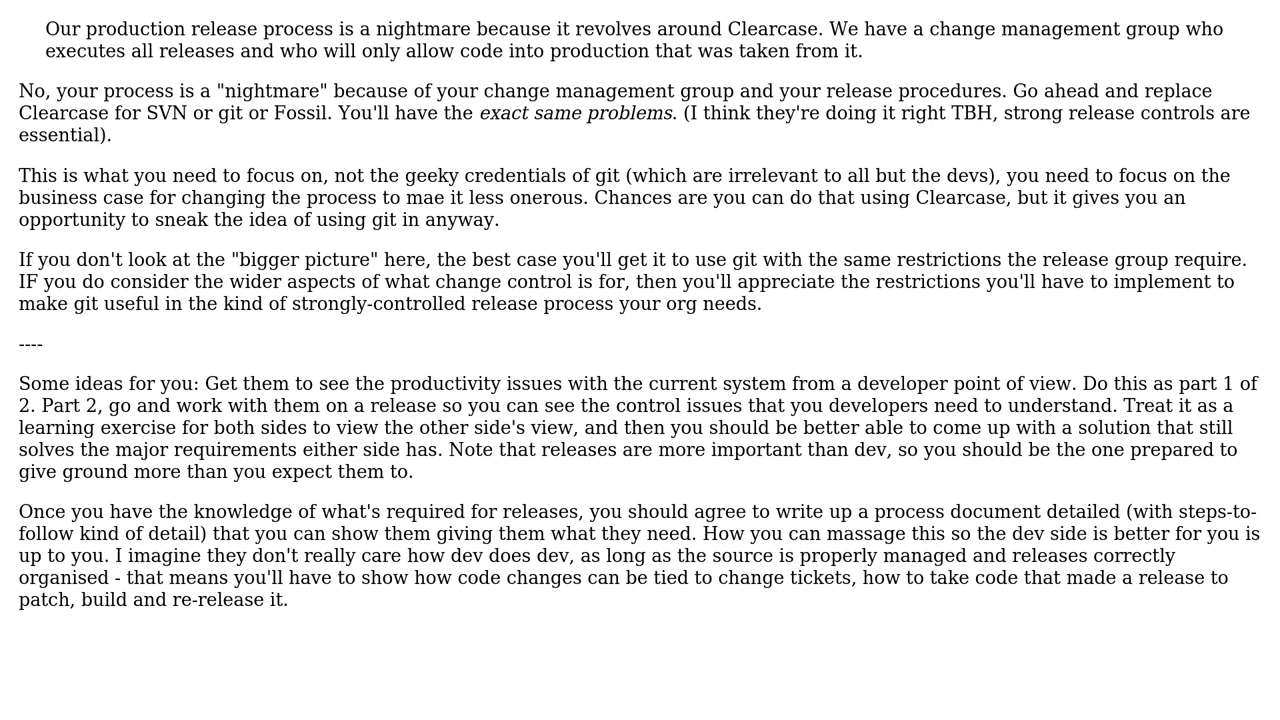 Our production release process is a nightmare because it revolves around Clearcase. We have a change management group who
executes all releases and who will only allow code into production that was taken from it.
No, your process is a "nightmare" because of your change management group and your release procedures. Go ahead and replace
Clearcase for SVN or git or Fossil. You'll have the exact same problems. (I think they're doing it right TBH, strong release controls are
essential).
This is what you need to focus on, not the geeky credentials of git (which are irrelevant to all but the devs), you need to focus on the
business case for changing the process to mae it less onerous. Chances are you can do that using Clearcase, but it gives you an
opportunity to sneak the idea of using git in anyway.
If you don't look at the "bigger picture" here, the best case you'll get it to use git with the same restrictions the release group require.
IF you do consider the wider aspects of what change control is for, then you'll appreciate the restrictions you'll have to implement to
make git useful in the kind of strongly-controlled release process your org needs.
----
Some ideas for you: Get them to see the productivity issues with the current system from a developer point of view. Do this as part 1 of
2. Part 2, go and work with them on a release so you can see the control issues that you developers need to understand. Treat it as a
learning exercise for both sides to view the other side's view, and then you should be better able to come up with a solution that still
solves the major requirements either side has. Note that releases are more important than dev, so you should be the one prepared to
give ground more than you expect them to.
Once you have the knowledge of what's required for releases, you should agree to write up a process document detailed (with steps-to-
follow kind of detail) that you can show them giving them what they need. How you can massage this so the dev side is better for you is
up to you. I imagine they don't really care how dev does dev, as long as the source is properly managed and releases correctly
organised - that means you'll have to show how code changes can be tied to change tickets, how to take code that made a release to
patch, build and re-release it.